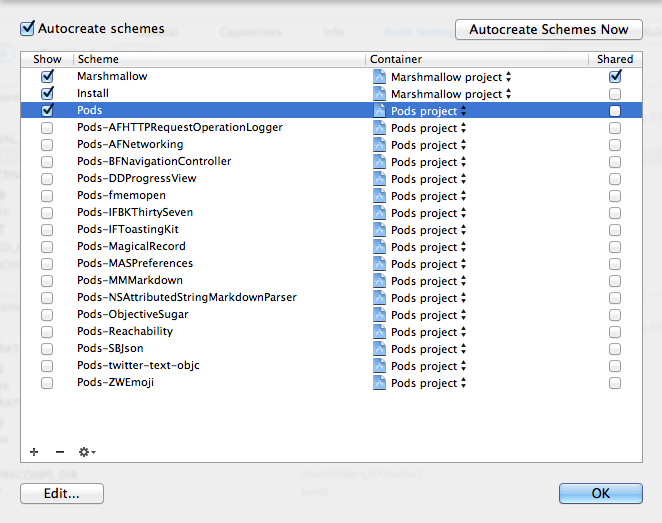 Autocreate schemes
Autocreate Schemes Now
Show Scheme Container Shared
Marshmallow Marshmallow project
Install Marshmallow project
Pods Pods project
Pods-AFHTTPRequestOperationLogger Pods project
Pods-AFNetworking Pods project
Pods-BFNavigationController Pods project
Pods-DDProgressView Pods project
Pods-fmemopen Pods project
Pods-IFBKThirtySeven Pods project
Pods-IFToastingKit Pods project
Pods-MagicalRecord Pods project
Pods-MASPreferences Pods project
Pods-MMMarkdown Pods project
Pods-NSAttributedStringMarkdownParser Pods project
Pods-ObjectiveSugar Pods project
Pods-Reachability Pods project
Pods-SBJson Pods project
Pods-twitter-text-objc Pods project
Pods-ZWEmoji Pods project
Edit... OK